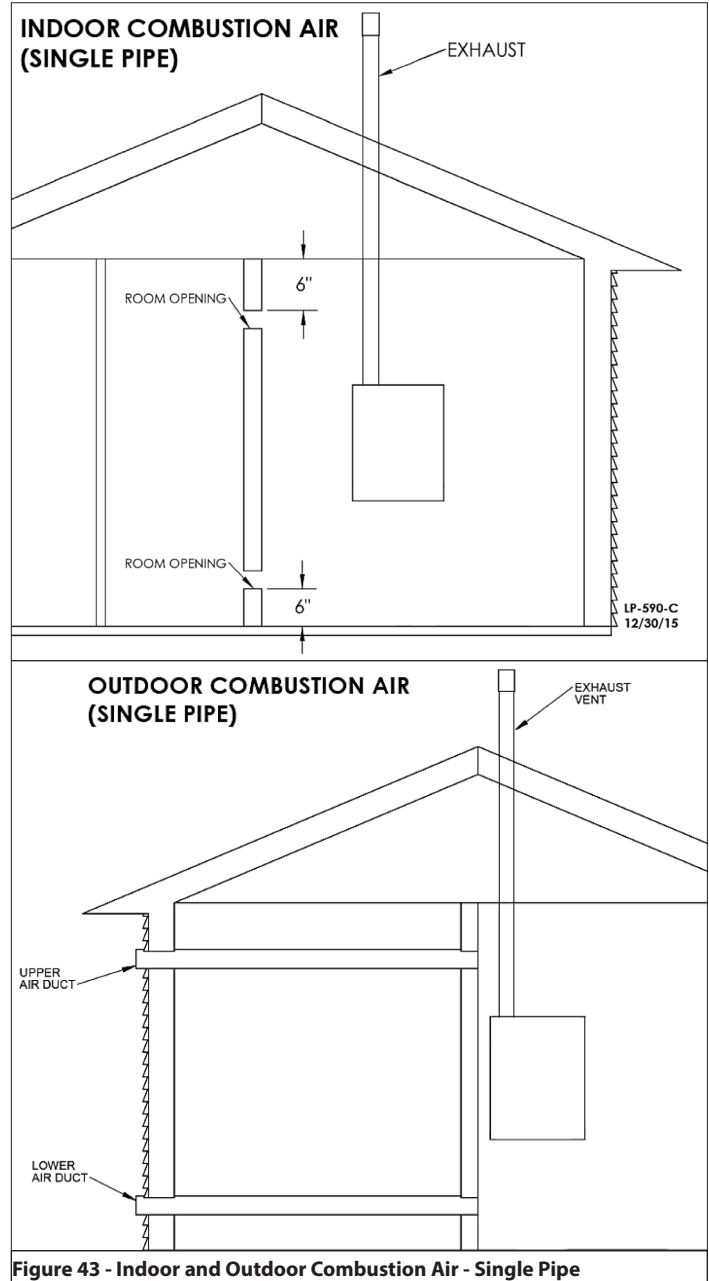 INDOOR COMBUSTION AIR
(SINGLE PIPE)
EXHAUST
6"
ROOM OPENING
ROOM OPENING
6"
LP-590-C
12/30/15
OUTDOOR COMBUSTION AIR
(SINGLE PIPE)
EXHAUST
VENT
UPPER
AIR DUCT
LOWER
AIR DUCT
Figure 43 - Indoor and Outdoor Combustion Air - Single Pipe